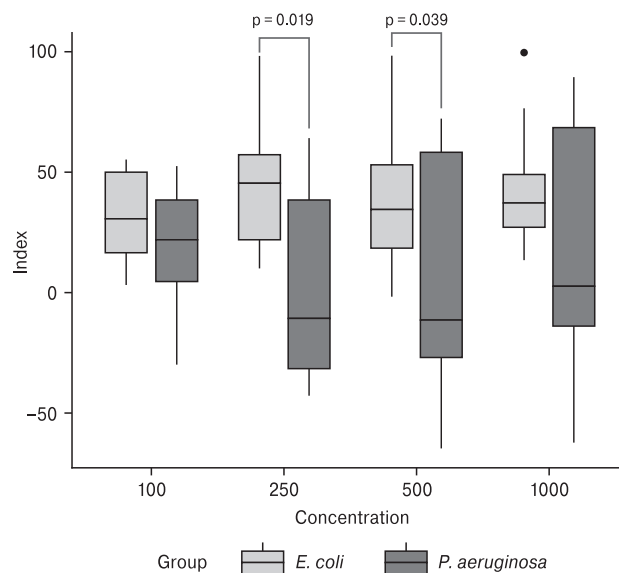 p = 0.019
p = 0.039
100
50
0
−50
Index
100
250
500
1000
Concentration
Group
E. coli
P. aeruginosa